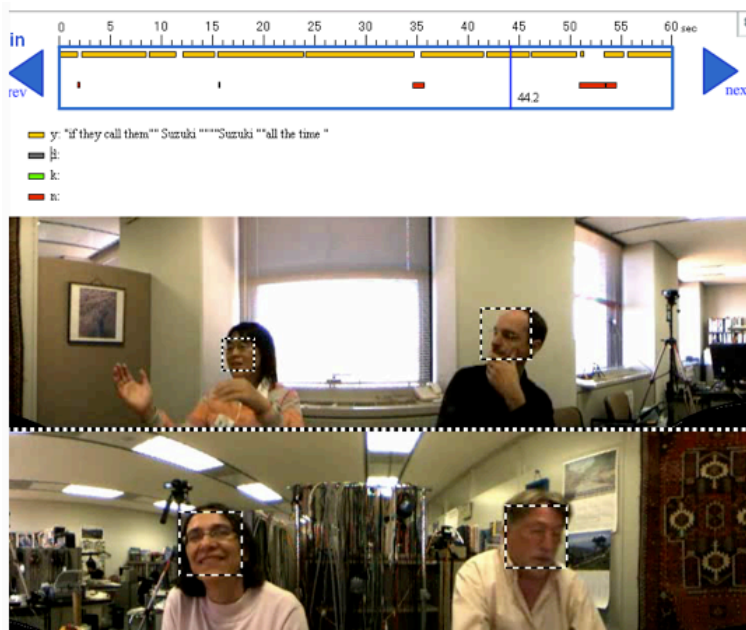 0 5 10 15 20 25 30 35 40 45 50 55 60 sec
in
rev
next
44.2
y: "if they call them"" Suzuki """"Suzuki ""all the time "
d:
k:
n: